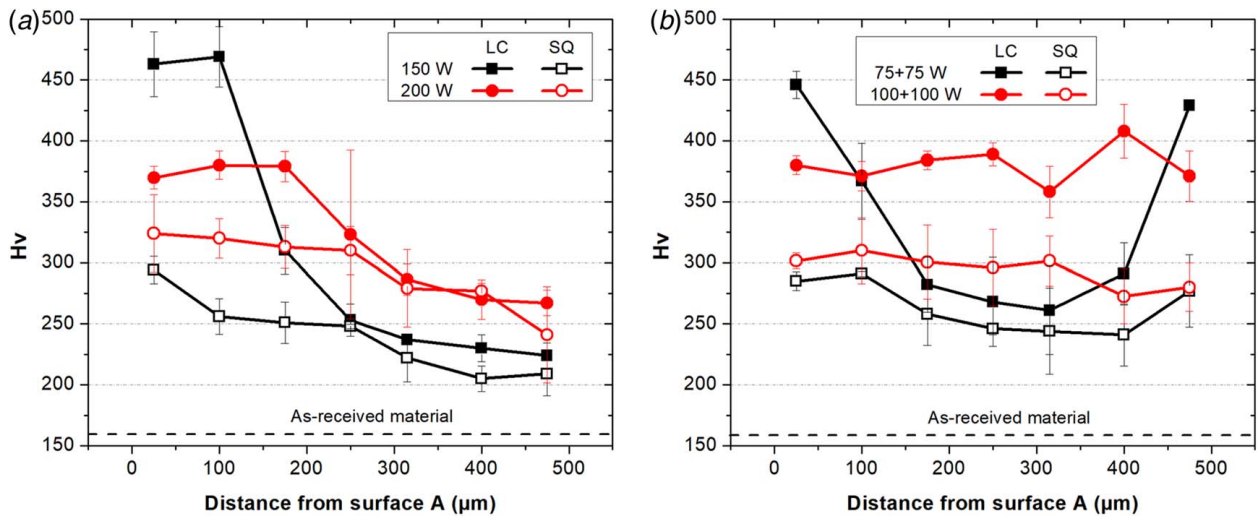 (a)
500
450
400
350
300
250
200
150
Hv
LC SQ
150 W
200 W
As-received material
0 100 200 300 400 500
Distance from surface A (µm)
(b)
500
450
400
350
300
250
200
150
Hv
LC SQ
75+75 W
100+100 W
As-received material
0 100 200 300 400 500
Distance from surface A (µm)